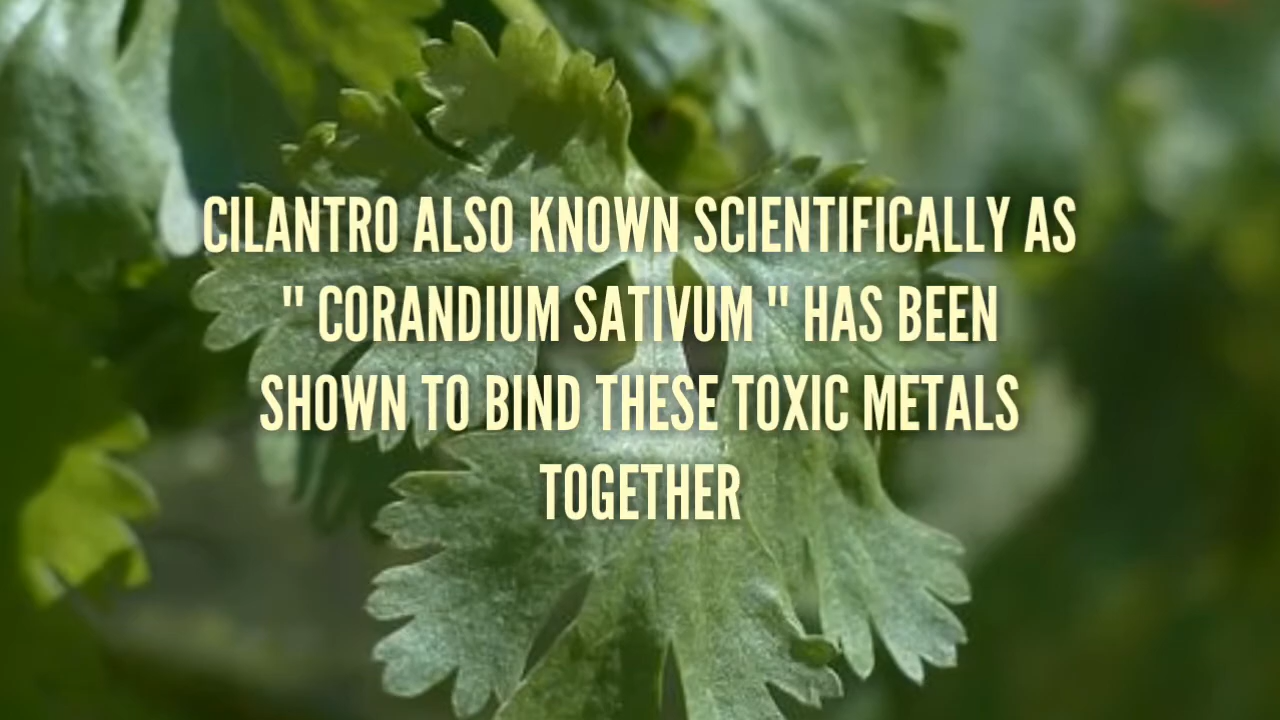 CILANTRO ALSO KNOWN SCIENTIFICALLY AS
" CORANDIUM SATIVUM " HAS BEEN
SHOWN TO BIND THESE TOXIC METALS
TOGETHER